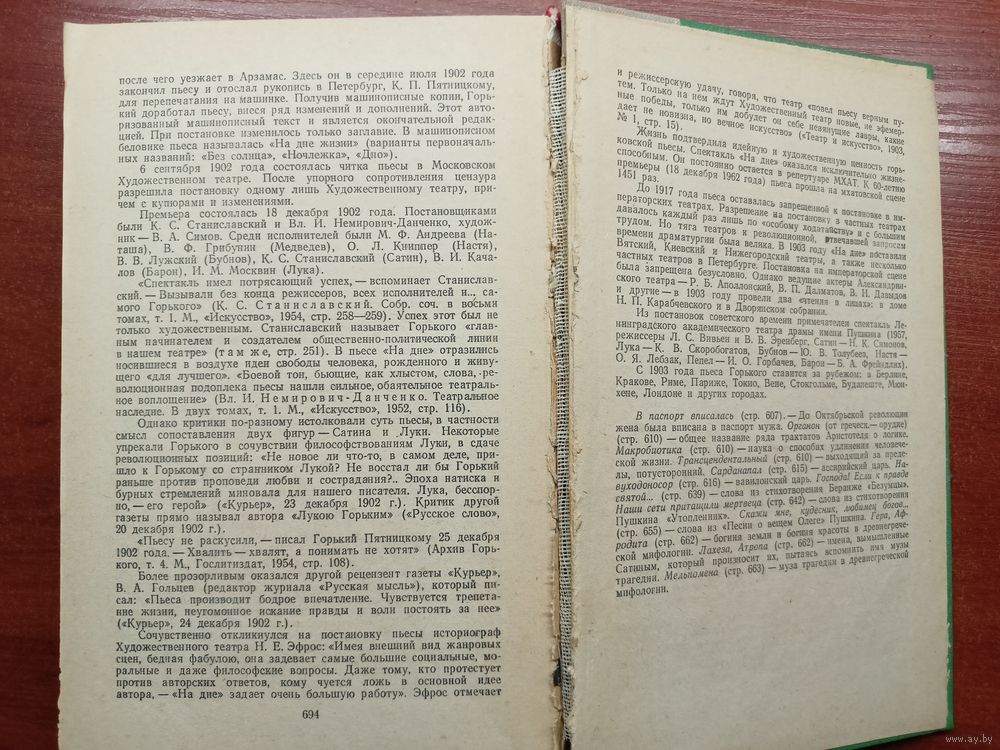 после чего уезжает в Арзамас. Здесь он в середине июля 1902 года
закончил пьесу и отослал рукопись в Петербург, К. П. Пятницкому,
для перепечатания на машинке. Получив машинописные копии, Горь-
кий доработал пьесу, внеся ряд изменений и дополнений. Этот авто-
ризованный машинописный текст и является окончательной редак-
цией. При постановке изменилось только заглавие. В машинописном
беловике пьеса называлась «На дне жизни» (варианты первоначаль-
ных названий: «Без солнца», «Ночлежка», «Дно»).
6 сентября 1902 года состоялась читка пьесы в Московском
Художественном театре. После упорного сопротивления цензура
разрешила постановку одному лишь Художественному театру, при-
чем с купюрами и изменениями.
Премьера состоялась 18 декабря 1902 года. Постановщиками
были К. С. Станиславский и Вл. И. Немирович-Данченко, худож-
ник — В. А. Симов. Среди исполнителей были М. Ф. Андреева (На-
таша), В. Ф. Грибунин (Медведев), О. Л. Книппер (Настя),
В. В. Лужский (Бубнов), К. С. Станиславский (Сатин), В. И. Кача-
лов (Барон), И. М. Москвин (Лука).
«Спектакль имел потрясающий успех, — вспоминает Станислав-
ский. — Вызывали без конца режиссеров, всех исполнителей и... са-
мого Горького» (К. С. Станиславский. Собр. соч. в восьми
томах, т. 1. М., «Искусство», 1954, стр. 258—259). Успех этот был не
только художественным. Станиславский называет Горького «глав-
ным начинателем и создателем общественно-политической линии
в нашем театре» (там же, стр. 251). В пьесе «На дне» отразились
носившиеся в воздухе идеи свободы человека, рожденного и живу-
щего «для лучшего». «Боевой тон, бьющие, как хлыстом, слова, ре-
волюционная подоплека пьесы нашли сильное, обаятельное театраль-
ное воплощение» (Вл. И. Немирович-Данченко. Театральное
наследие. В двух томах, т. 1. М., «Искусство», 1952, стр. 116).
Однако критики по-разному истолковали суть пьесы, в частности
смысл сопоставления двух фигур — Сатина и Луки. Некоторые
упрекали Горького в сочувствии философствованиям Луки, в сдаче
революционных позиций: «Не новое ли что-то, в самом деле, при-
шло к Горькому со странником Лукой? Не восстал ли бы Горький
раньше против проповеди любви и сострадания?.. Эпоха натиска и
бурных стремлений миновала для нашего писателя. Лука, бесспор-
но, — его герой» («Курьер», 23 декабря 1902 г.). Критик другой
газеты прямо называл автора «Лукою Горьким» («Русское слово»,
20 декабря 1902 г.).
«Пьесу не раскусили, — писал Горький Пятницкому 25 декабря
1902 года. — Хвалить — хвалят, а понимать не хотят» (Архив Горь-
кого, т. 4. М., Гослитиздат, 1954, стр. 108).
Более прозорливым оказался другой рецензент газеты «Курьер»,
В. А. Гольцев (редактор журнала «Русская мысль»), который пи-
сал: «Пьеса производит бодрое впечатление. Чувствуется трепета-
ние жизни, неугомонное искание правды и воли постоять за нее»
(«Курьер», 24 декабря 1902 г.).
Сочувственно откликнулся на постановку пьесы историограф
Художественного театра Н. Е. Эфрос: «Имея внешний вид жанровых
сцен, бедная фабулою, она задевает самые большие социальные, мо-
ральные и даже философские вопросы. Даже тому, кто протестует
против авторских ответов, кому чуется ложь в основной идее
автора, — «На дне» задает очень большую работу». Эфрос отмечает
694
и режиссерскую удачу, говоря, что театр «повел пьесу верным пу-
тем. Только на нем ждут Художественный театр новые, не эфемер-
ные победы, только им добудет он себе невянущие лавры, какие
дает не новизна, но вечное искусство» («Театр и искусство», 1903,
№ 1, стр. 15).
Жизнь подтвердила идейную и художественную ценность горь-
ковской пьесы. Спектакль «На дне» оказался исключительно жизне-
способным. Он постоянно остается в репертуаре МХАТ. К 60-летию
премьеры (18 декабря 1962 года) пьеса прошла на мхатовской сцене
1451 раз.
До 1917 года пьеса оставалась запрещенной к постановке в им-
ператорских театрах. Разрешение на постановку в частных театрах
давалось каждый раз лишь по «особому ходатайству» и с большим
трудом. Но тяга театров к революционной, отвечавшей запросам
времени драматургии была велика. В 1903 году «На дне» поставили
Вятский, Киевский и Нижегородский театры, а также несколько
частных театров в Петербурге. Постановка на императорской сцене
была запрещена безусловно. Однако ведущие актеры Александрин-
ского театра — Р. Б. Аполлонский, В. П. Далматов, В. Н. Давыдов
и другие — в 1903 году провели два «чтения в лицах»: в доме
Н. П. Карабчевского и в Дворянском собрании.
Из постановок советского времени примечателен спектакль Ле-
нинградского академического театра драмы имени Пушкина (1957,
режиссеры Л. С. Вивьен и В. В. Эренберг, Сатин — Н. К. Симонов,
Лука — К. В. Скоробогатов, Бубнов — Ю. В. Толубеев, Настя —
О. Я. Лебзак, Пепел — И. О. Горбачев, Барон — Б. А. Фрейндлих).
С 1903 года пьеса Горького ставится за рубежом: в Берлине,
Кракове, Риме, Париже, Токио, Вене, Стокгольме, Будапеште, Мюн-
хене, Лондоне и других городах.
В паспорт вписалась (стр. 607). — До Октябрьской революции
жена была вписана в паспорт мужа. Органон (от греческ.— орудие)
(стр. 610) — общее название ряда трактатов Аристотеля о логике.
Макробиотика (стр. 610) — наука о способах удлинения человече-
ской жизни. Трансцендентальный (стр. 610) — выходящий за преде-
лы, потусторонний. Сарданапал (стр. 615) — ассирийский царь. На-
вуходоносор (стр. 616) — вавилонский царь. Господа! Если к правде
святой... (стр. 639) — слова из стихотворения Беранже «Безумцы».
Наши сети притащили мертвеца (стр. 642) — слова из стихотворения
Пушкина «Утопленник». Скажи мне, кудесник, любимец богов...
(стр. 655) — слова из «Песни о вещем Олеге» Пушкина. Гера, Аф-
родита (стр. 662) — богиня земли и богиня красоты в древнегрече-
ской мифологии. Лахеза, Атропа (стр. 662) — имена, вымышленные
Сатиным, который произносит их, пытаясь вспомнить имя музы
трагедии. Мельпомена (стр. 663) — муза трагедии в древнегреческой
мифологии.
www.ay.by